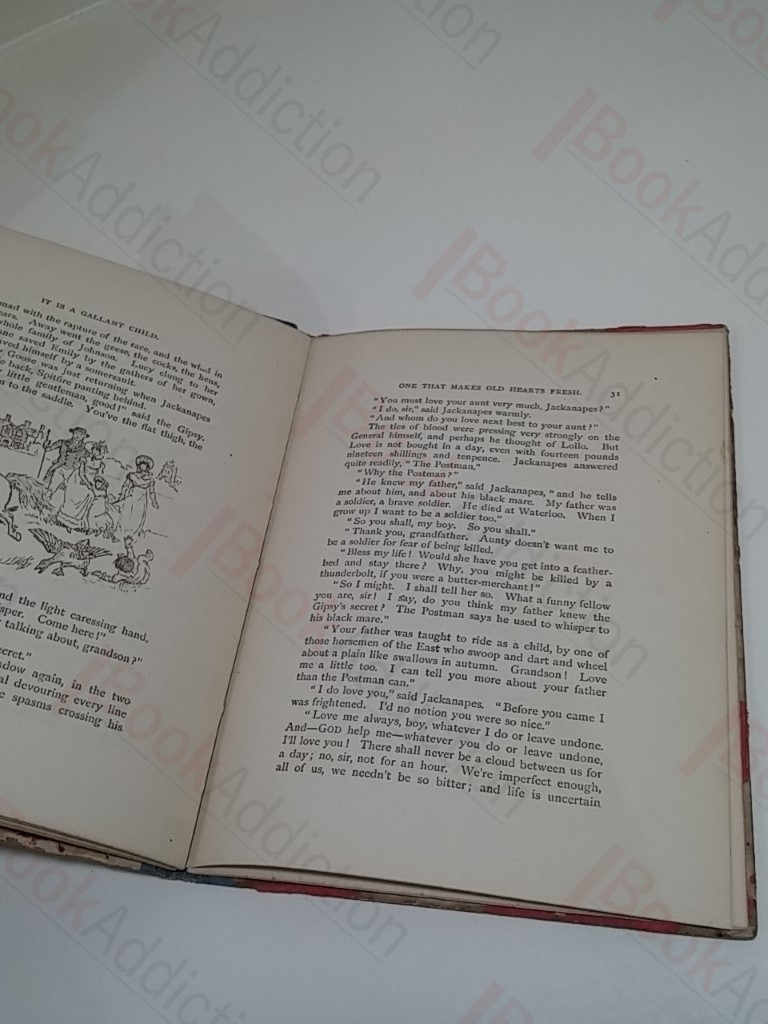 IT IS A GALLANT CHILD,
mad with the rapture of the race, and the wind in
ears. Away went the geese, the cocks, the hens,
whole family of Johnson. Lucy clung to her
ane saved Emily by the gathers of her gown,
ved himself by a somersault.
Goose was just returning when Jackanapes
e back, Spitfire panting behind.
little gentleman, good!" said the Gipsy.
n to the saddle. You've the flat thigh, the
nd the light caressing hand,
sper. Come here!"
talking about, grandson?"
secret."
dow again, in the two
al devouring every line
e spasms crossing his
ONE THAT MAKES OLD HEARTS FRESH. 31
"You must love your aunt very much, Jackanapes?"
"I do, sir," said Jackanapes warmly.
"And whom do you love next best to your aunt?"
The ties of blood were pressing very strongly on the
General himself, and perhaps he thought of Lollo. But
Love is not bought in a day, even with fourteen pounds
nineteen shillings and tenpence. Jackanapes answered
quite readily, "The Postman."
"Why the Postman?"
"He knew my father," said Jackanapes, "and he tells
me about him, and about his black mare. My father was
a soldier, a brave soldier. He died at Waterloo. When I
grow up I want to be a soldier too."
"So you shall, my boy. So you shall."
"Thank you, grandfather. Aunty doesn't want me to
be a soldier for fear of being killed.
"Bless my life! Would she have you get into a feather-
bed and stay there? Why, you might be killed by a
thunderbolt, if you were a butter-merchant!"
"So I might. I shall tell her so. What a funny fellow
you are, sir! I say, do you think my father knew the
Gipsy's secret? The Postman says he used to whisper to
his black mare."
"Your father was taught to ride as a child, by one of
those horsemen of the East who swoop and dart and wheel
about a plain like swallows in autumn. Grandson! Love
me a little too. I can tell you more about your father
than the Postman can."
"I do love you," said Jackanapes. "Before you came I
was frightened. I'd no notion you were so nice."
"Love me always, boy, whatever I do or leave undone.
And—GOD help me—whatever you do or leave undone,
I'll love you! There shall never be a cloud between us for
a day; no, sir, not for an hour. We're imperfect enough,
all of us, we needn't be so bitter; and life is uncertain
BookAddiction
BookAddiction
BookAddiction
BookAddiction
BookAddiction
BookAddiction